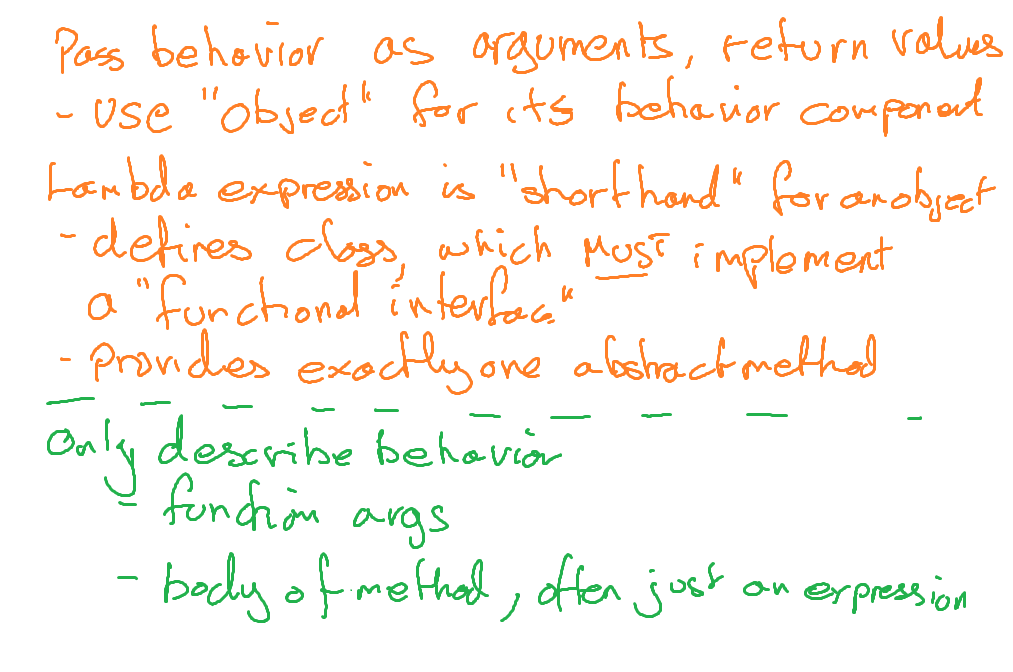 Pass behavior as arguments, return values
- use "object" for its behavior component
Lambda expression is "shorthand" for an object
- defines class, which MUST implement
a "functional interface"
- provides exactly one abstract method
Only describe behavior
- function args
- body of method, often just an expression